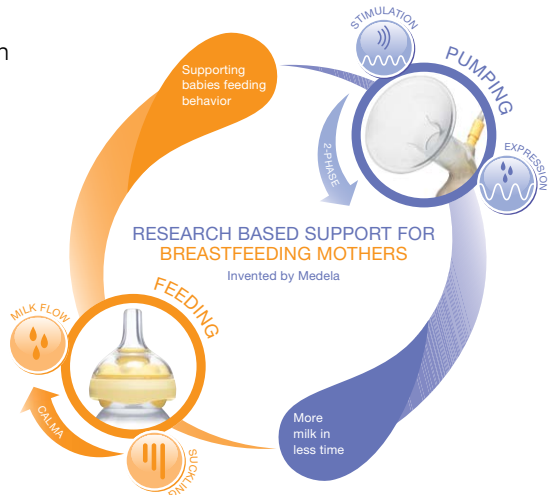 n
STIMULATION
PUMPING
Supporting
babies feeding
behavior
2-PHASE
EXPRESSION
RESEARCH BASED SUPPORT FOR
BREASTFEEDING MOTHERS
Invented by Medela
FEEDING
MILK FLOW
CALMA
SUCKLING
More
milk in
less time